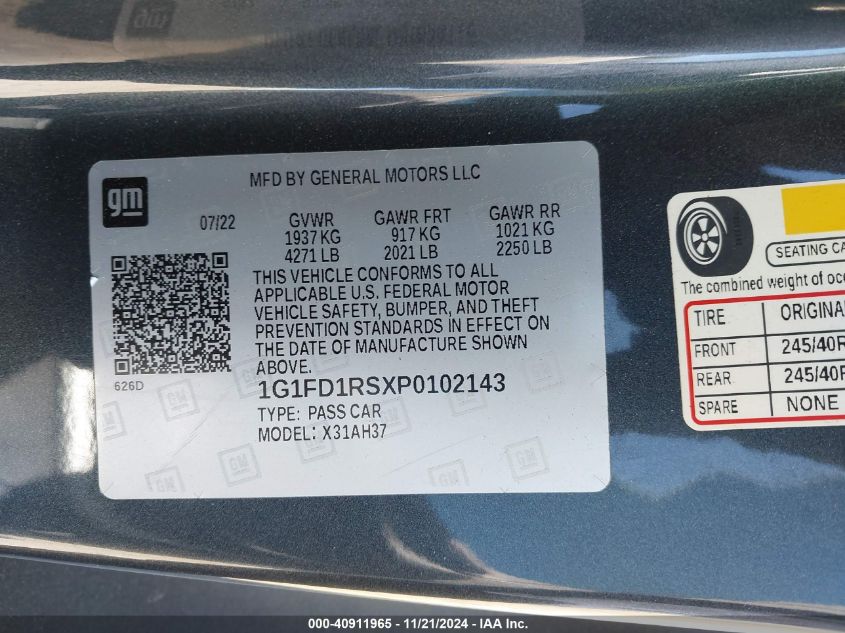 gm
MFD BY GENERAL MOTORS LLC
07/22
GVWR
1937 KG
4271 LB
GAWR FRT
917 KG
2021 LB
GAWR RR
1021 KG
2250 LB
THIS VEHICLE CONFORMS TO ALL
APPLICABLE U.S. FEDERAL MOTOR
VEHICLE SAFETY, BUMPER, AND THEFT
PREVENTION STANDARDS IN EFFECT ON
THE DATE OF MANUFACTURE SHOWN
ABOVE.
626D
1G1FD1RSXP0102143
TYPE: PASS CAR
MODEL: X31AH37
SEATING CA
The combined weight of occ
TIRE ORIGINA
FRONT 245/40R
REAR 245/40R
SPARE NONE
000-40911965 - 11/21/2024 - IAAI.com